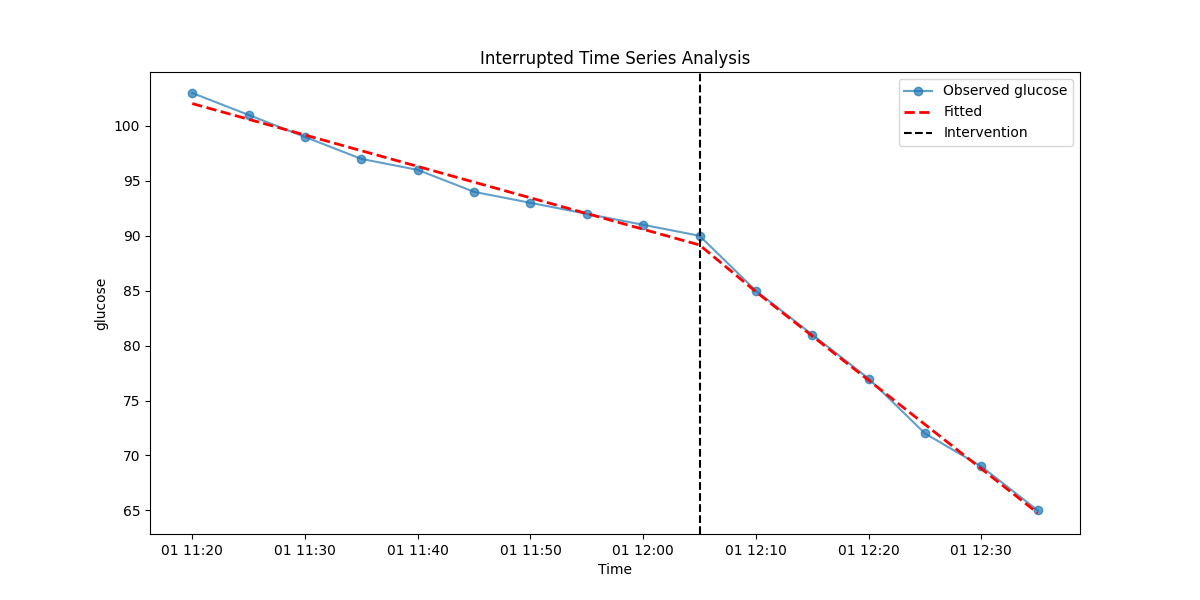 Interrupted Time Series Analysis
Observed glucose
Fitted
Intervention
glucose
100
95
90
85
80
75
70
65
01 11:20 01 11:30 01 11:40 01 11:50 01 12:00 01 12:10 01 12:20 01 12:30
Time